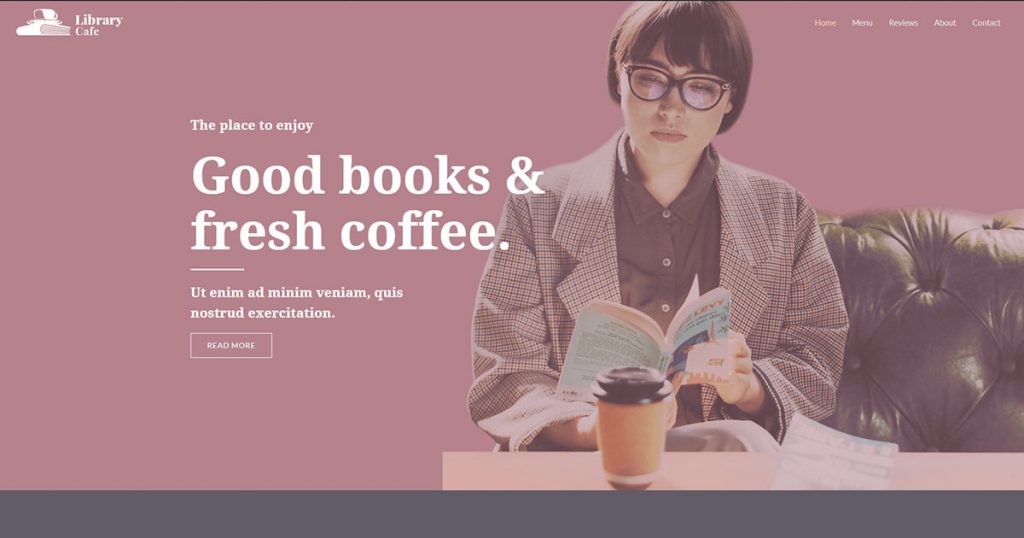 Library
Cafe
Home Menu Reviews About Contact
The place to enjoy
Good books &
fresh coffee.
Ut enim ad minim veniam, quis
nostrud exercitation.
READ MORE
LEVY